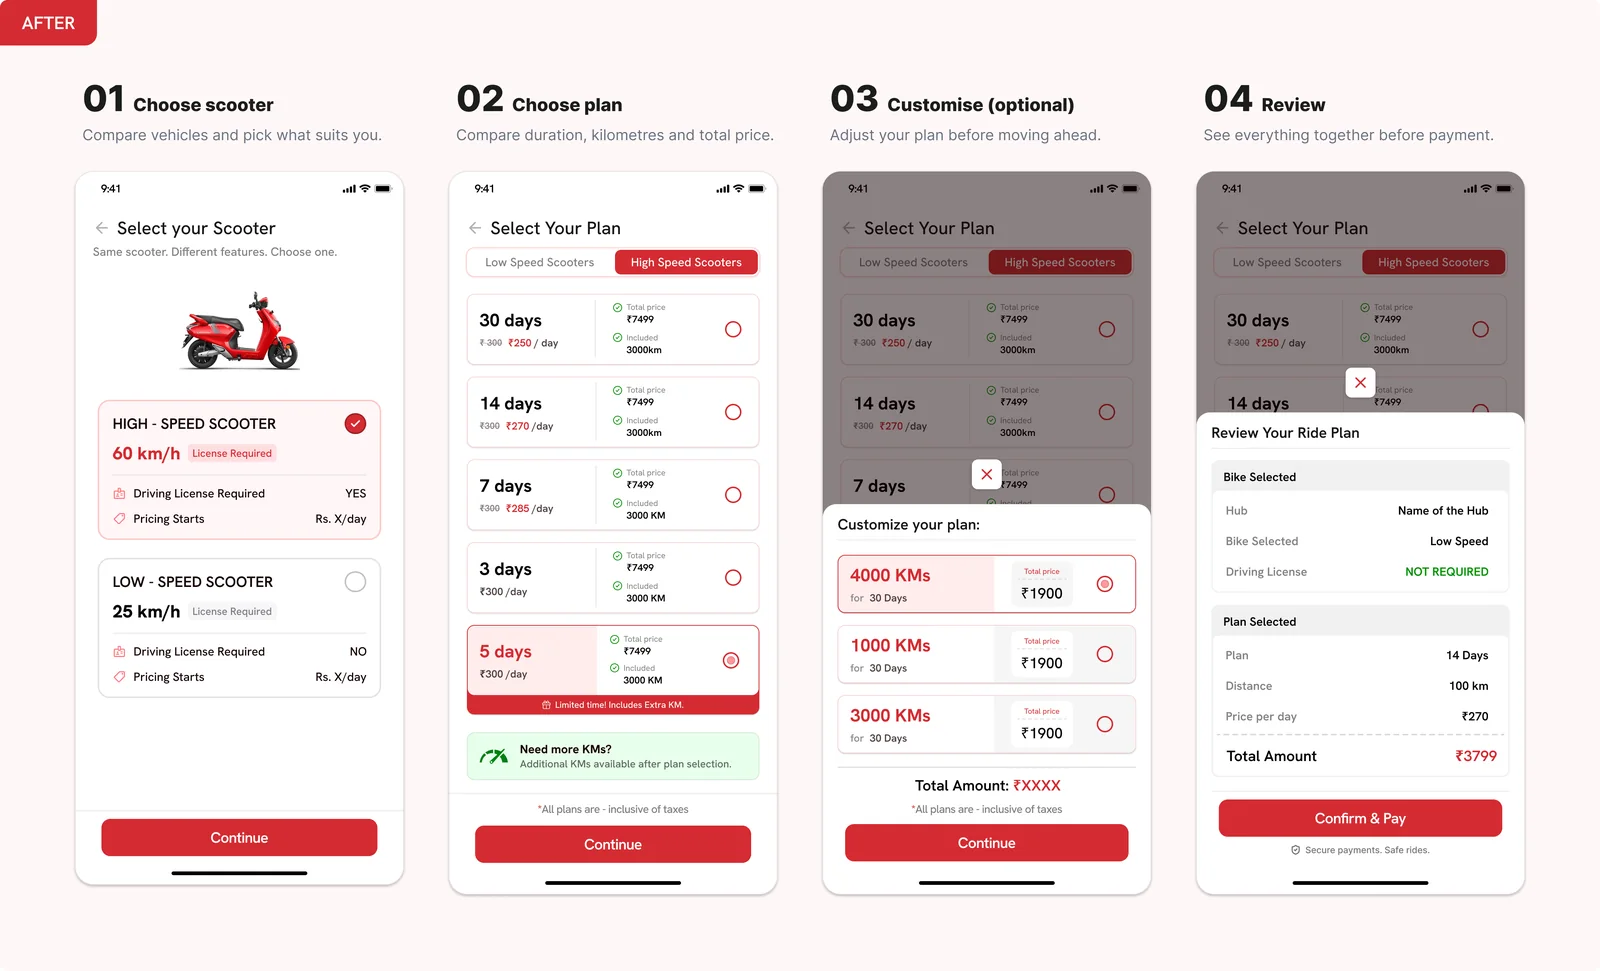 AFTER
01 Choose scooter
Compare vehicles and pick what suits you.
9:41
Select your Scooter
Same scooter. Different features. Choose one.
HIGH - SPEED SCOOTER
60 km/h License Required
Driving License Required YES
Pricing Starts Rs. X/day
LOW - SPEED SCOOTER
25 km/h License Required
Driving License Required NO
Pricing Starts Rs. X/day
Continue
02 Choose plan
Compare duration, kilometres and total price.
9:41
Select Your Plan
Low Speed Scooters High Speed Scooters
30 days
₹300 ₹250 / day
Total price
₹7499
Included
3000km
14 days
₹300 ₹270 /day
Total price
₹7499
Included
3000km
7 days
₹300 ₹285 /day
Total price
₹7499
Included
3000 KM
3 days
₹300 /day
Total price
₹7499
Included
3000 KM
5 days
₹300 /day
Total price
₹7499
Included
3000 KM
Limited time! Includes Extra KM.
Need more KMs?
Additional KMs available after plan selection.
*All plans are - inclusive of taxes
Continue
03 Customise (optional)
Adjust your plan before moving ahead.
9:41
Select Your Plan
Low Speed Scooters High Speed Scooters
30 days
₹300 ₹250 / day
Total price
₹7499
Included
3000km
14 days
₹300 ₹270 /day
Total price
₹7499
Included
3000km
7 days
Total price
₹7499
Included
Customize your plan:
4000 KMs
for 30 Days
Total price
₹1900
1000 KMs
for 30 Days
Total price
₹1900
3000 KMs
for 30 Days
Total price
₹1900
Total Amount: ₹XXXX
*All plans are - inclusive of taxes
Continue
04 Review
See everything together before payment.
9:41
Select Your Plan
Low Speed Scooters High Speed Scooters
30 days
₹300 ₹250 / day
Total price
₹7499
Included
3000km
14 days
Total price
₹7499
Review Your Ride Plan
Bike Selected
Hub Name of the Hub
Bike Selected Low Speed
Driving License NOT REQUIRED
Plan Selected
Plan 14 Days
Distance 100 km
Price per day ₹270
Total Amount ₹3799
Confirm & Pay
Secure payments. Safe rides.